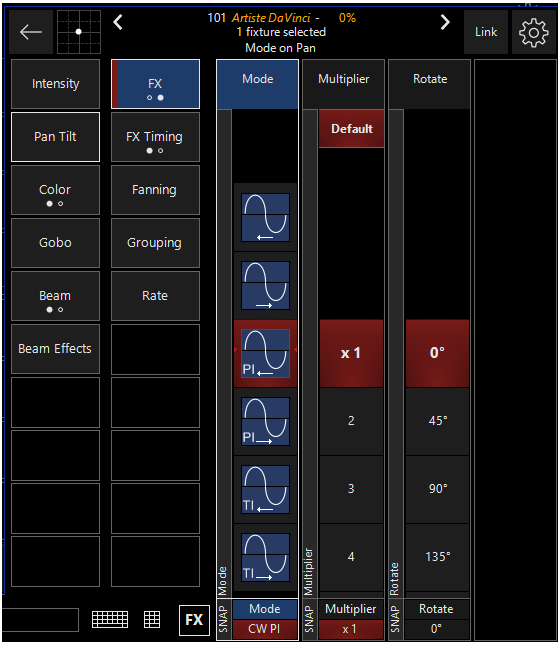 101 Artiste DaVinci - 0%
1 fixture selected
Mode on Pan
Link
Intensity
FX
Mode
Multiplier
Rotate
Default
Pan Tilt
FX Timing
Color
Fanning
Gobo
Grouping
Beam
Rate
Beam Effects
PI
x 1
0°
PI
2
45°
TI
3
90°
TI
4
135°
Mode
Multiplier
Rotate
SNAP
Mode
SNAP
Multiplier
SNAP
Rotate
FX
CW PI
x 1
0°